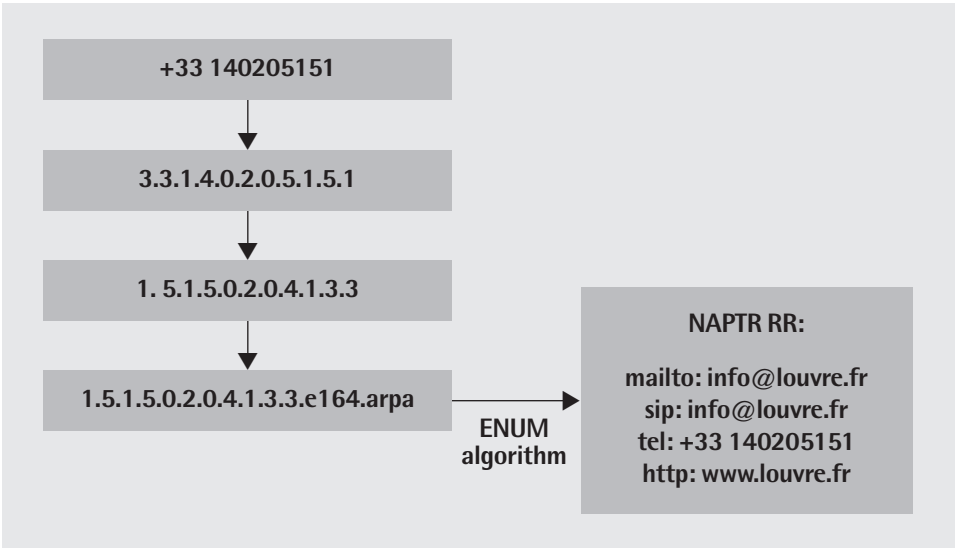 +33 140205151
3.3.1.4.0.2.0.5.1.5.1
1. 5.1.5.0.2.0.4.1.3.3
1.5.1.5.0.2.0.4.1.3.3.e164.arpa
ENUM
algorithm
NAPTR RR:
mailto: info@louvre.fr
sip: info@louvre.fr
tel: +33 140205151
http: www.louvre.fr